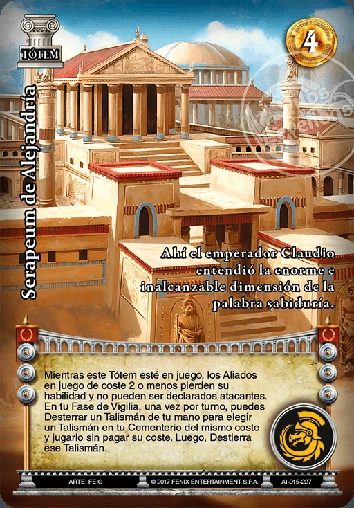 TÓTEM
4
Serapeum de Alejandría
Ahí el emperador Claudio
entendió la enorme e
inalcanzable dimensión de la
palabra sabiduría.
Mientras este Tótem esté en juego, los Aliados
en juego de coste 2 o menos pierden su
habilidad y no pueden ser declarados atacantes.
En tu Fase de Vigilia, una vez por turno, puedes
Desterrar un Talismán de tu mano para elegir
un Talismán en tu Cementerio del mismo coste
y jugarlo sin pagar su coste. Luego, Destierra
ese Talismán.
© 2017 FENIX ENTERTAINMENT S.P.A.